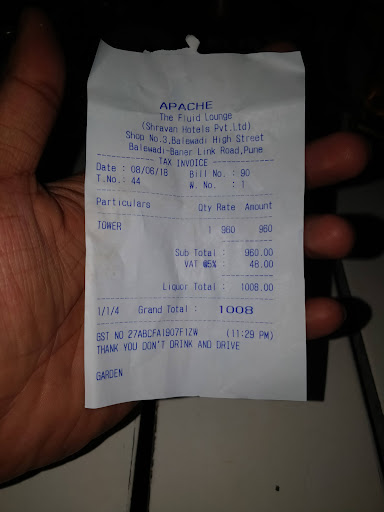 APACHE
The Fluid Lounge
(Shravan Hotels Pvt.ltd)
Shop No.3,Balewadi High Street
Balewadi-Baner Link Road,Pune
TAX INVOICE
Date : 08/06/18 Bill No. : 90
T.No.: 44 W. No. : 1
Particulars Qty Rate Amount
TOWER 1 960 960
Sub Total : 960.00
VAT @5% 48.00
Liquor Total : 1008.00
1/1/4 Grand Total : 1008
GST NO 27ABCFA1907F1ZW (11:29 PM)
THANK YOU DON'T DRINK AND DRIVE
GARDEN